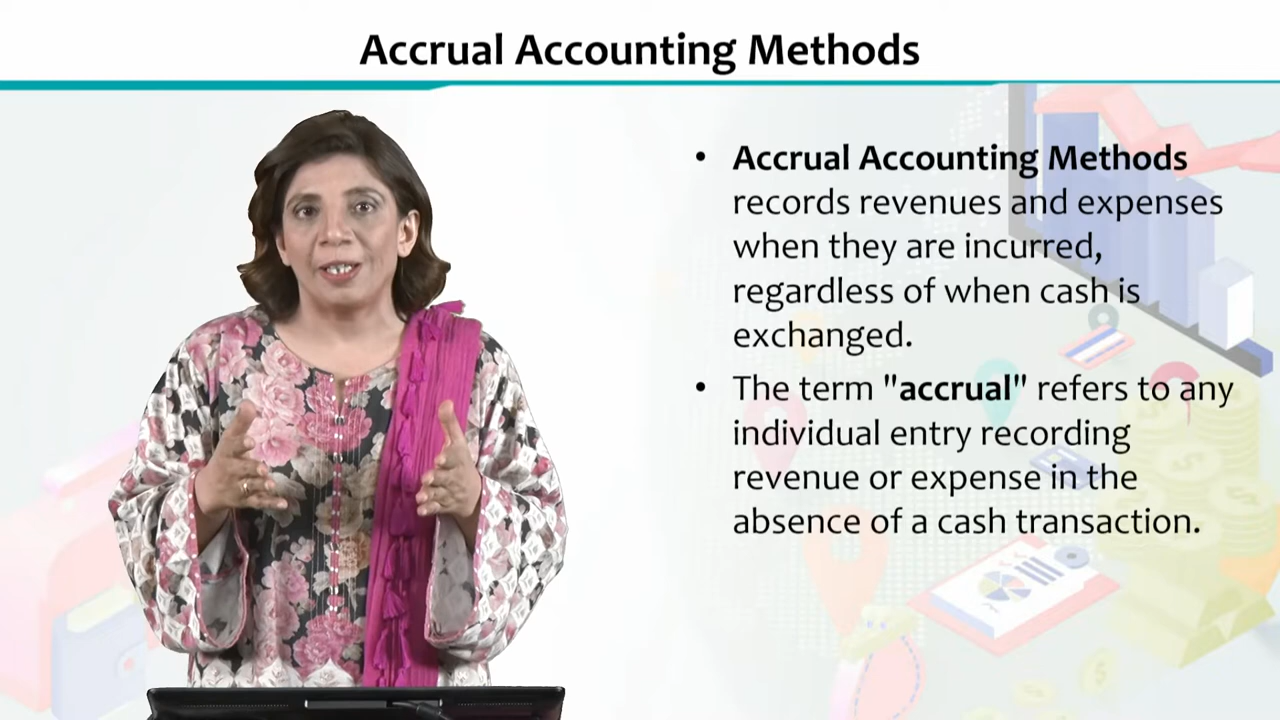 Accrual Accounting Methods
• Accrual Accounting Methods
records revenues and expenses
when they are incurred,
regardless of when cash is
exchanged.
• The term "accrual" refers to any
individual entry recording
revenue or expense in the
absence of a cash transaction.